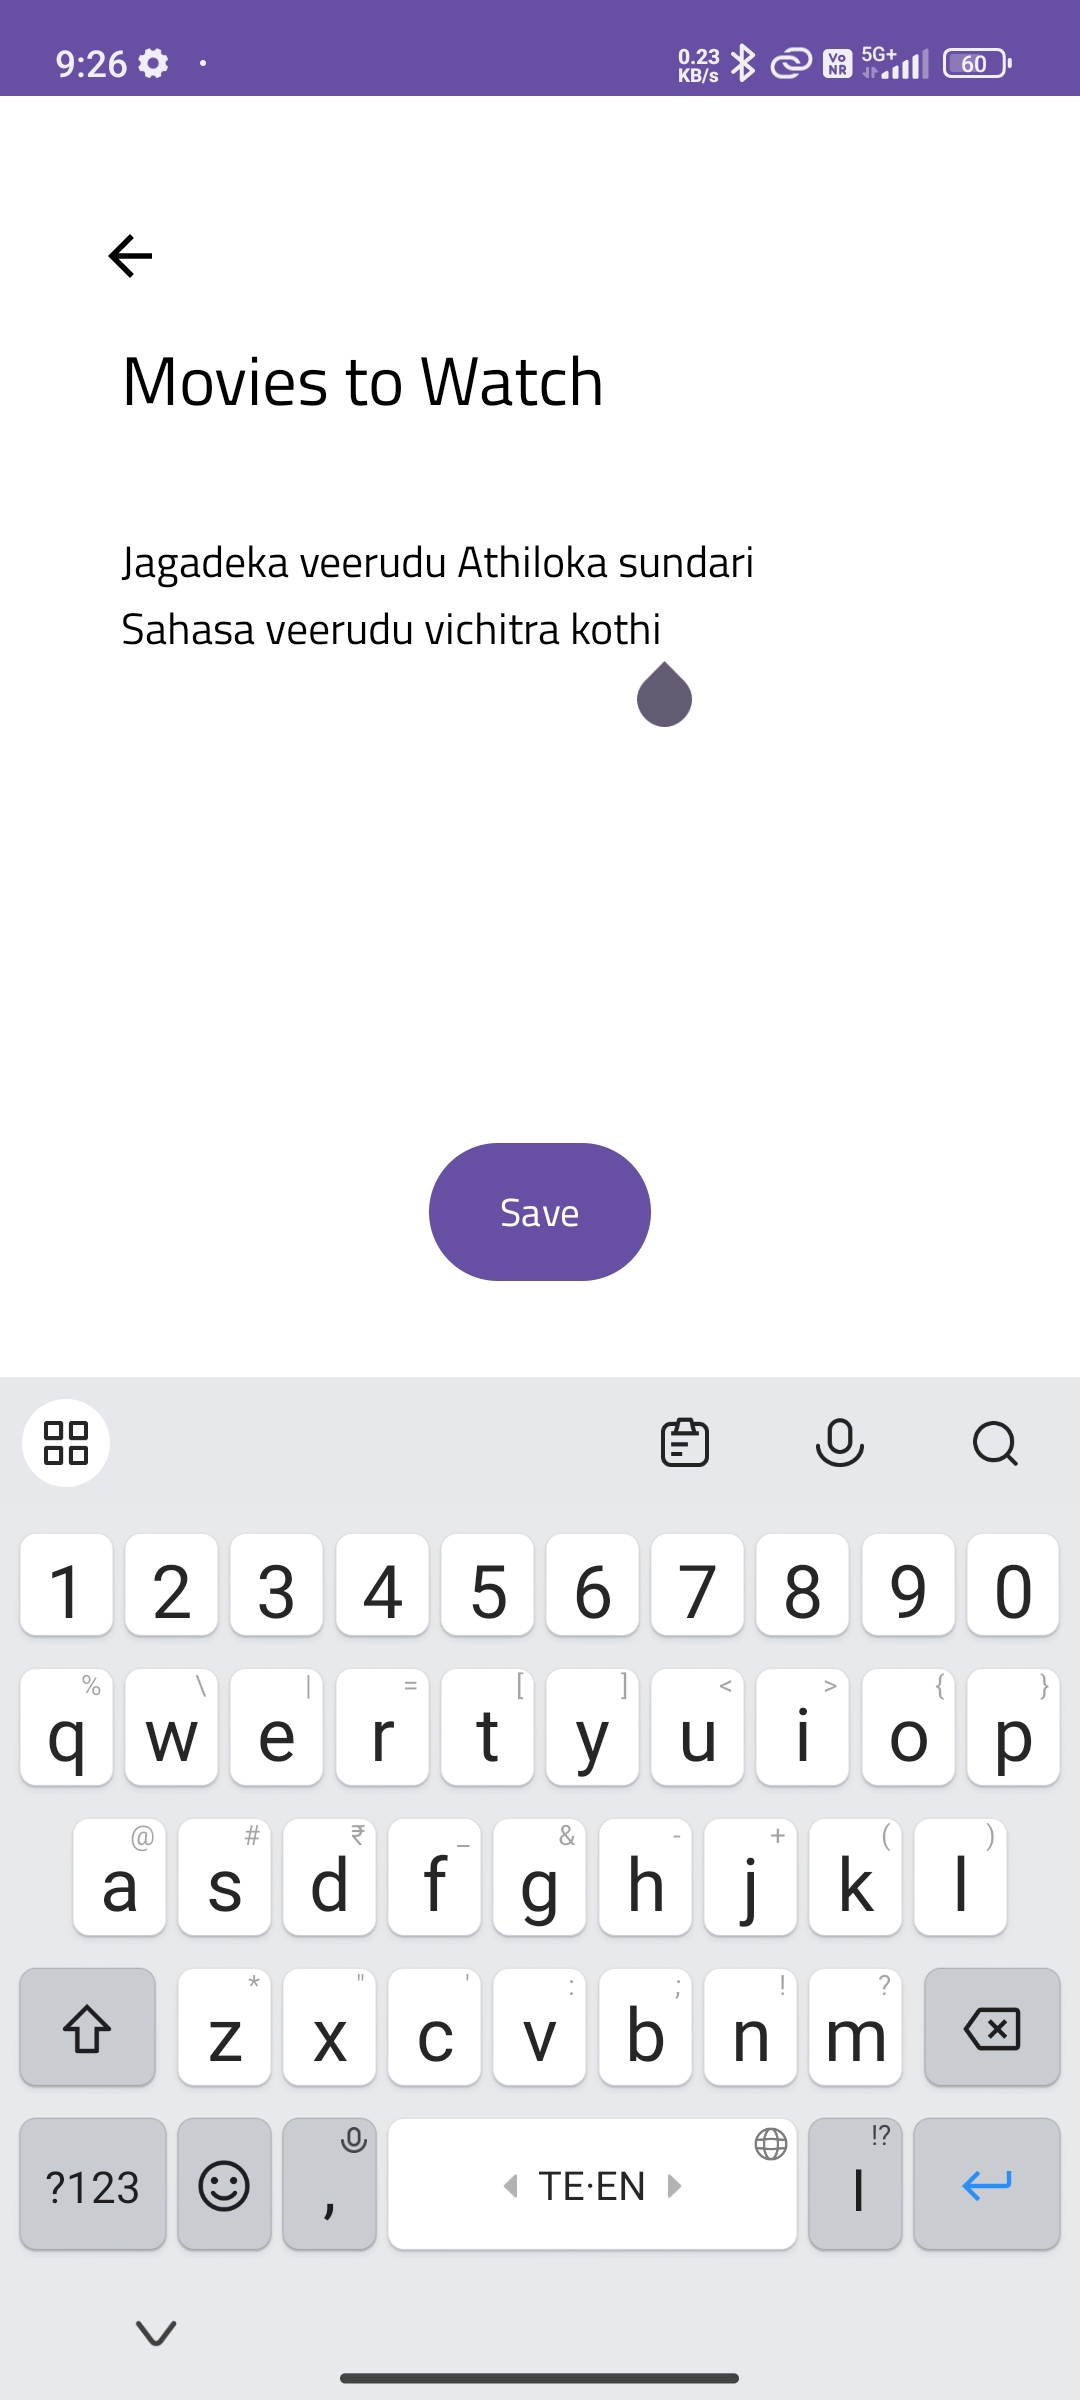 9:26
0.23 KB/s
Vo NR
5G+
60
Movies to Watch
Jagadeka veerudu Athiloka sundari
Sahasa veerudu vichitra kothi
Save
1 2 3 4 5 6 7 8 9 0
% \ | = [ ] < > { }
q w e r t y u i o p
@ # ₹ _ & - + ( )
a s d f g h j k l
* " ' : ; ! ?
z x c v b n m
!?
?123 , TE·EN |